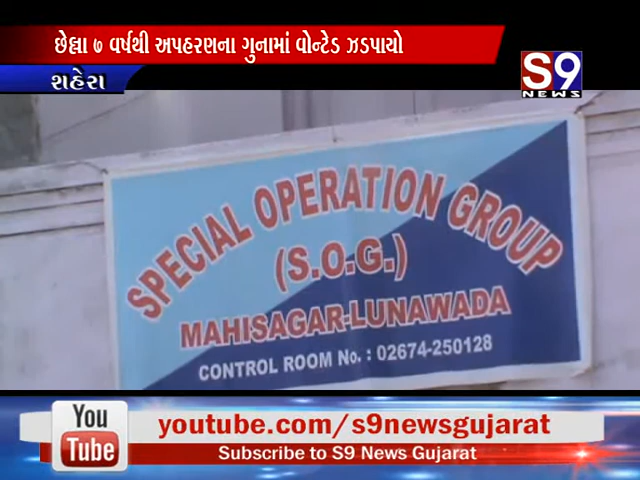 છેલ્લા ૭ વર્ષથી અપહરણના ગુનામાં વોન્ટેડ ઝડપાયો
શહેરા
S9
NEWS
SPECIAL OPERATION GROUP
(S.O.G.)
MAHISAGAR-LUNAWADA
CONTROL ROOM No. : 02674-250128
You
Tube
youtube.com/s9newsgujarat
Subscribe to S9 News Gujarat